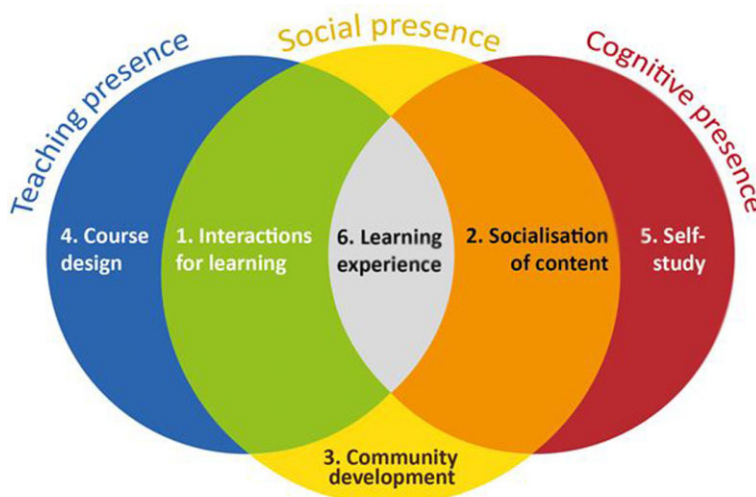 Social presence
Teaching presence
Cognitive presence
4. Course
design
1. Interactions
for learning
6. Learning
experience
2. Socialisation
of content
5. Self-
study
3. Community
development